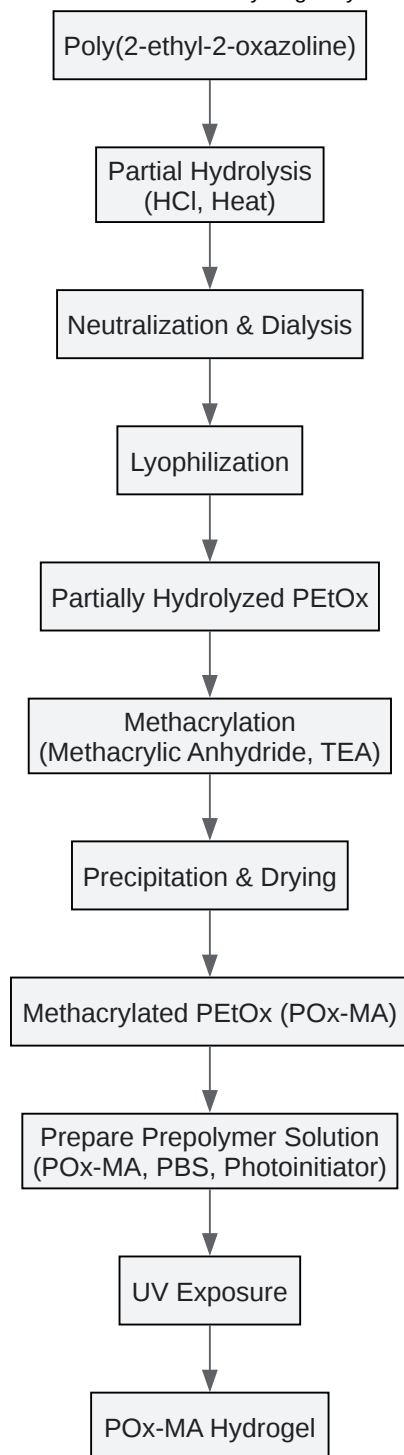 Poly(2-ethyl-2-oxazoline)
Partial Hydrolysis
(HCl, Heat)
Neutralization & Dialysis
Lyophilization
Partially Hydrolyzed PEtOx
Methacrylation
(Methacrylic Anhydride, TEA)
Precipitation & Drying
Methacrylated PEtOx (POx-MA)
Prepare Prepolymer Solution
(POx-MA, PBS, Photoinitiator)
UV Exposure
POx-MA Hydrogel